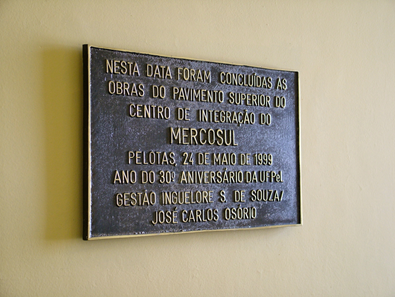 NESTA DATA FORAM CONCLUÍDAS AS
OBRAS DO PAVIMENTO SUPERIOR DO
CENTRO DE INTEGRAÇÃO DO
MERCOSUL
PELOTAS, 24 DE MAIO DE 1999
ANO DO 30º ANIVERSÁRIO DA UFPel
GESTÃO INGUELORE S. DE SOUZA/
JOSÉ CARLOS OSÓRIO